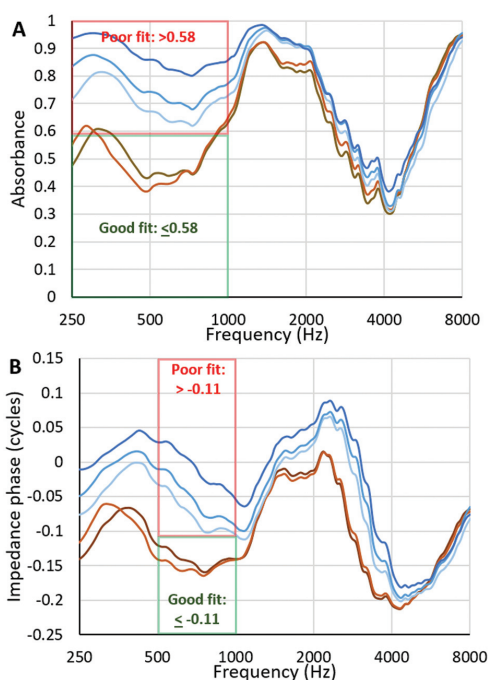 A
Absorbance
1
0.9
0.8
0.7
0.6
0.5
0.4
0.3
0.2
0.1
0
Poor fit: >0.58
Good fit: ≤0.58
250 500 1000 2000 4000 8000
Frequency (Hz)
B
Impedance phase (cycles)
0.15
0.1
0.05
0
-0.05
-0.1
-0.15
-0.2
-0.25
Poor fit:
> -0.11
Good fit:
≤ -0.11
250 500 1000 2000 4000 8000
Frequency (Hz)